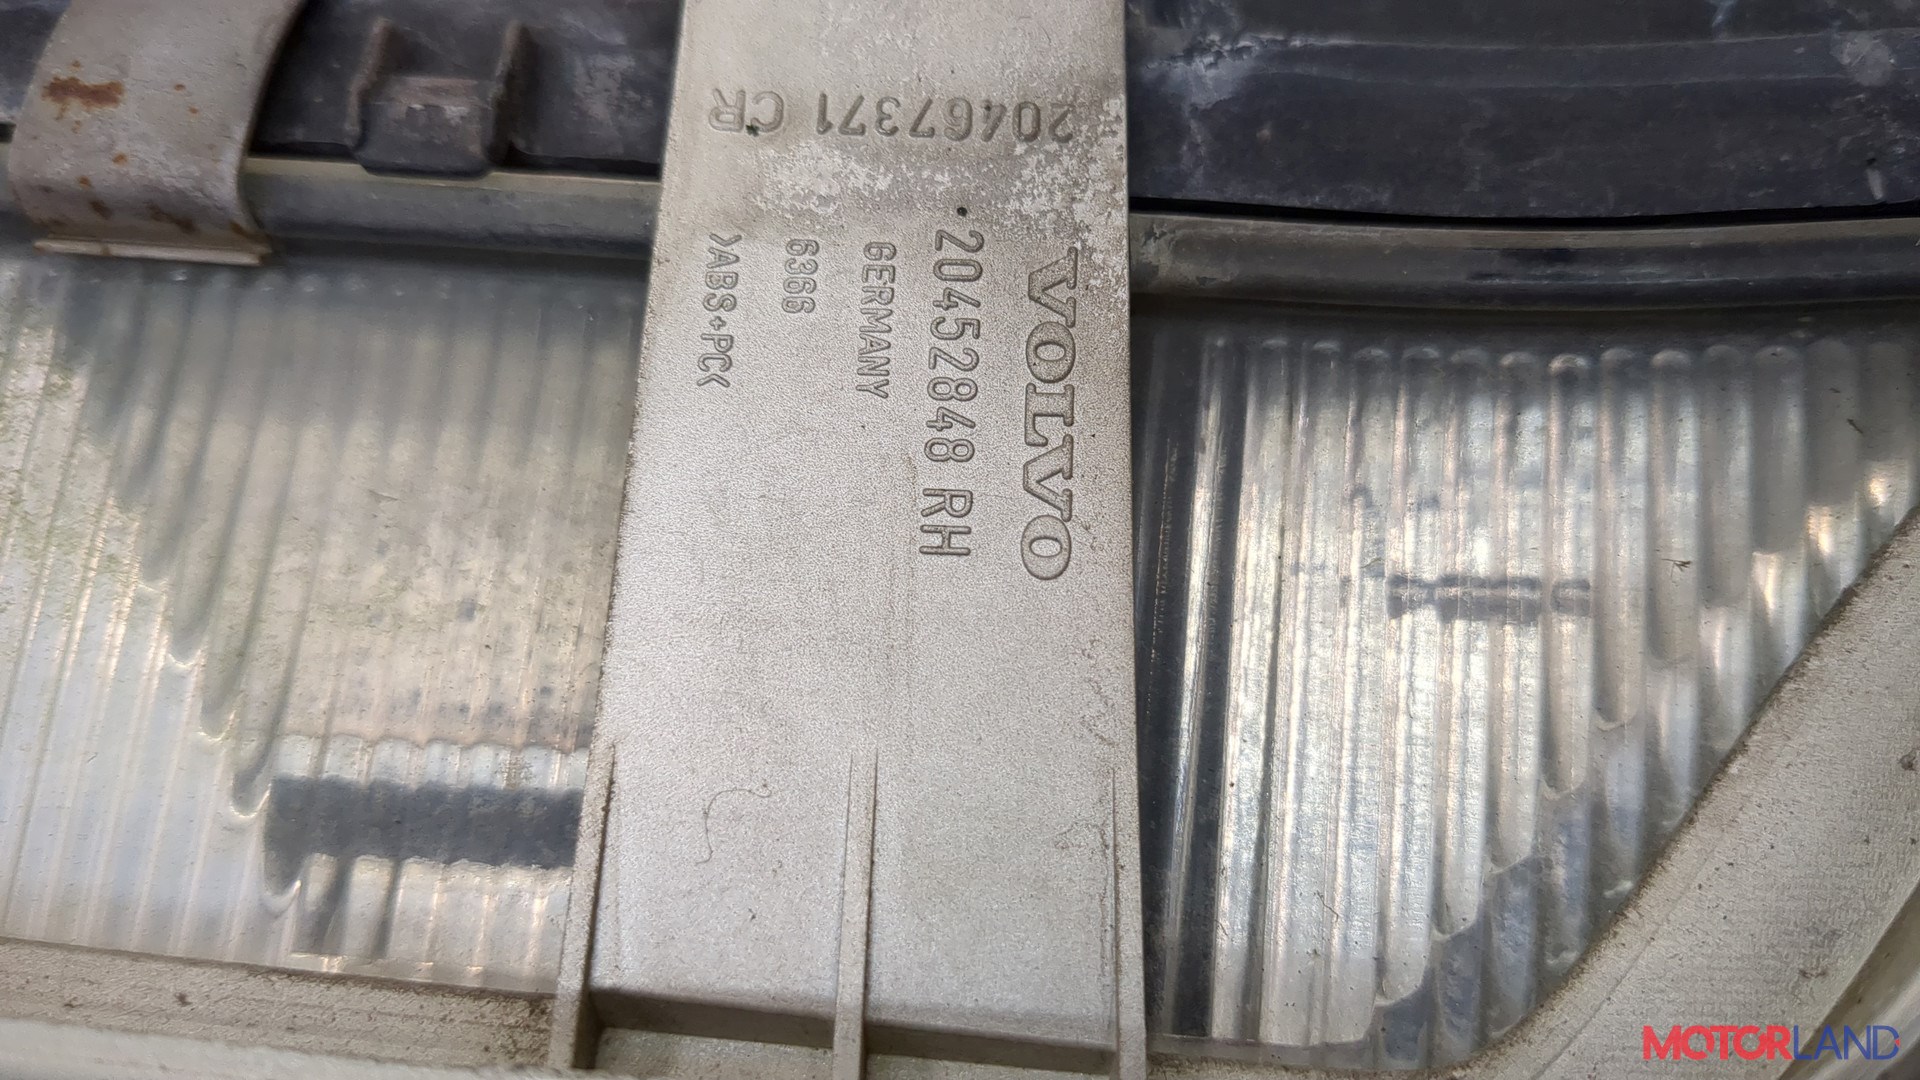 20467371 CR
VOLVO
20452848 RH
GERMANY
6366
>ABS+PC<
MOTORLAND